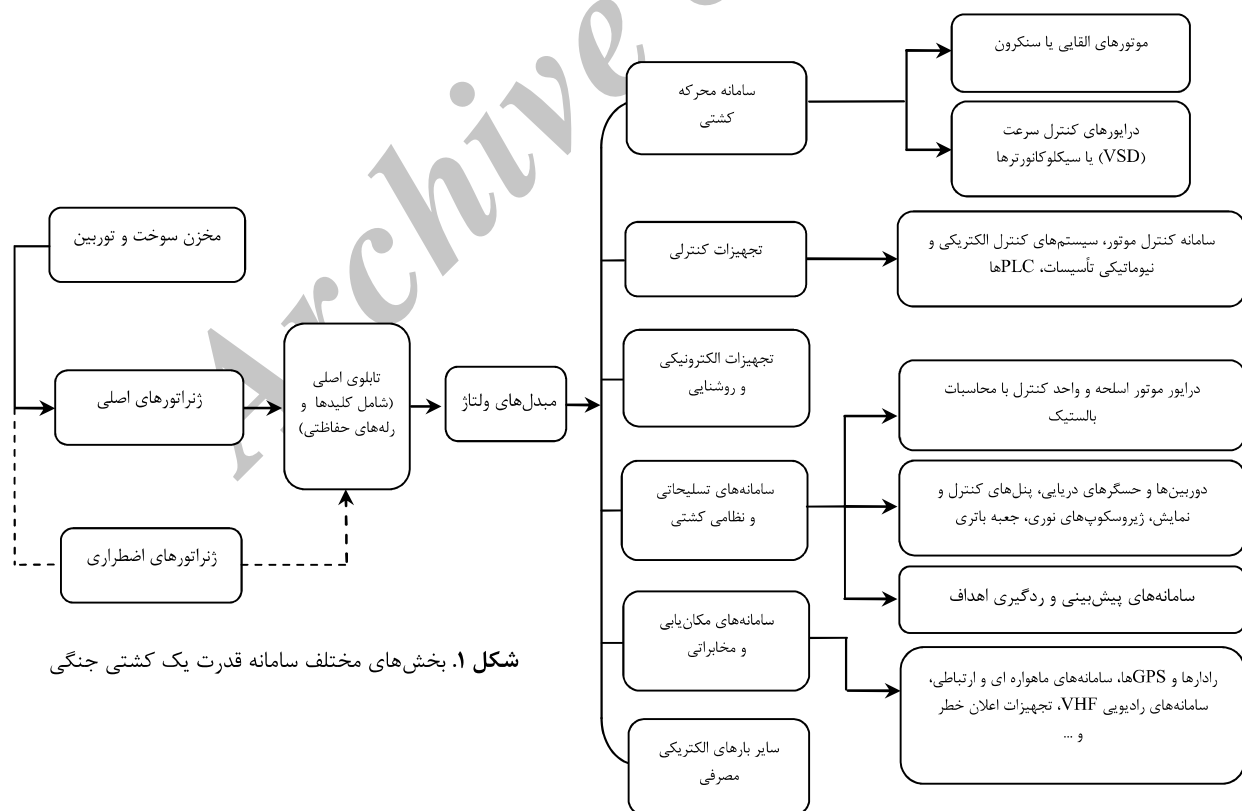 Archive
موتورهای القایی یا سنکرون
سامانه محرکه
کشتی
درایورهای کنترل سرعت
(VSD) یا سیکلوکانورترها
مخزن سوخت و توربین
تجهیزات کنترلی
سامانه کنترل موتور، سیستم‌های کنترل الکتریکی و
نیوماتیکی تأسیسات، PLCها
ژنراتورهای اصلی
تابلوی اصلی
(شامل کلیدها و
رله‌های حفاظتی)
مبدل‌های ولتاژ
تجهیزات الکترونیکی
و روشنایی
درایور موتور اسلحه و واحد کنترل با محاسبات
بالستیک
سامانه‌های تسلیحاتی
و نظامی کشتی
دوربین‌ها و حسگرهای دریایی، پنل‌های کنترل و
نمایش، ژیروسکوپ‌های نوری، جعبه باتری
ژنراتورهای اضطراری
سامانه‌های پیش‌بینی و ردگیری اهداف
سامانه‌های مکان‌یابی
و مخابراتی
رادارها و GPSها، سامانه‌های ماهواره ای و ارتباطی،
سامانه‌های رادیویی VHF، تجهیزات اعلان خطر
و ...
سایر بارهای الکتریکی
مصرفی
شکل ۱. بخش‌های مختلف سامانه قدرت یک کشتی جنگی